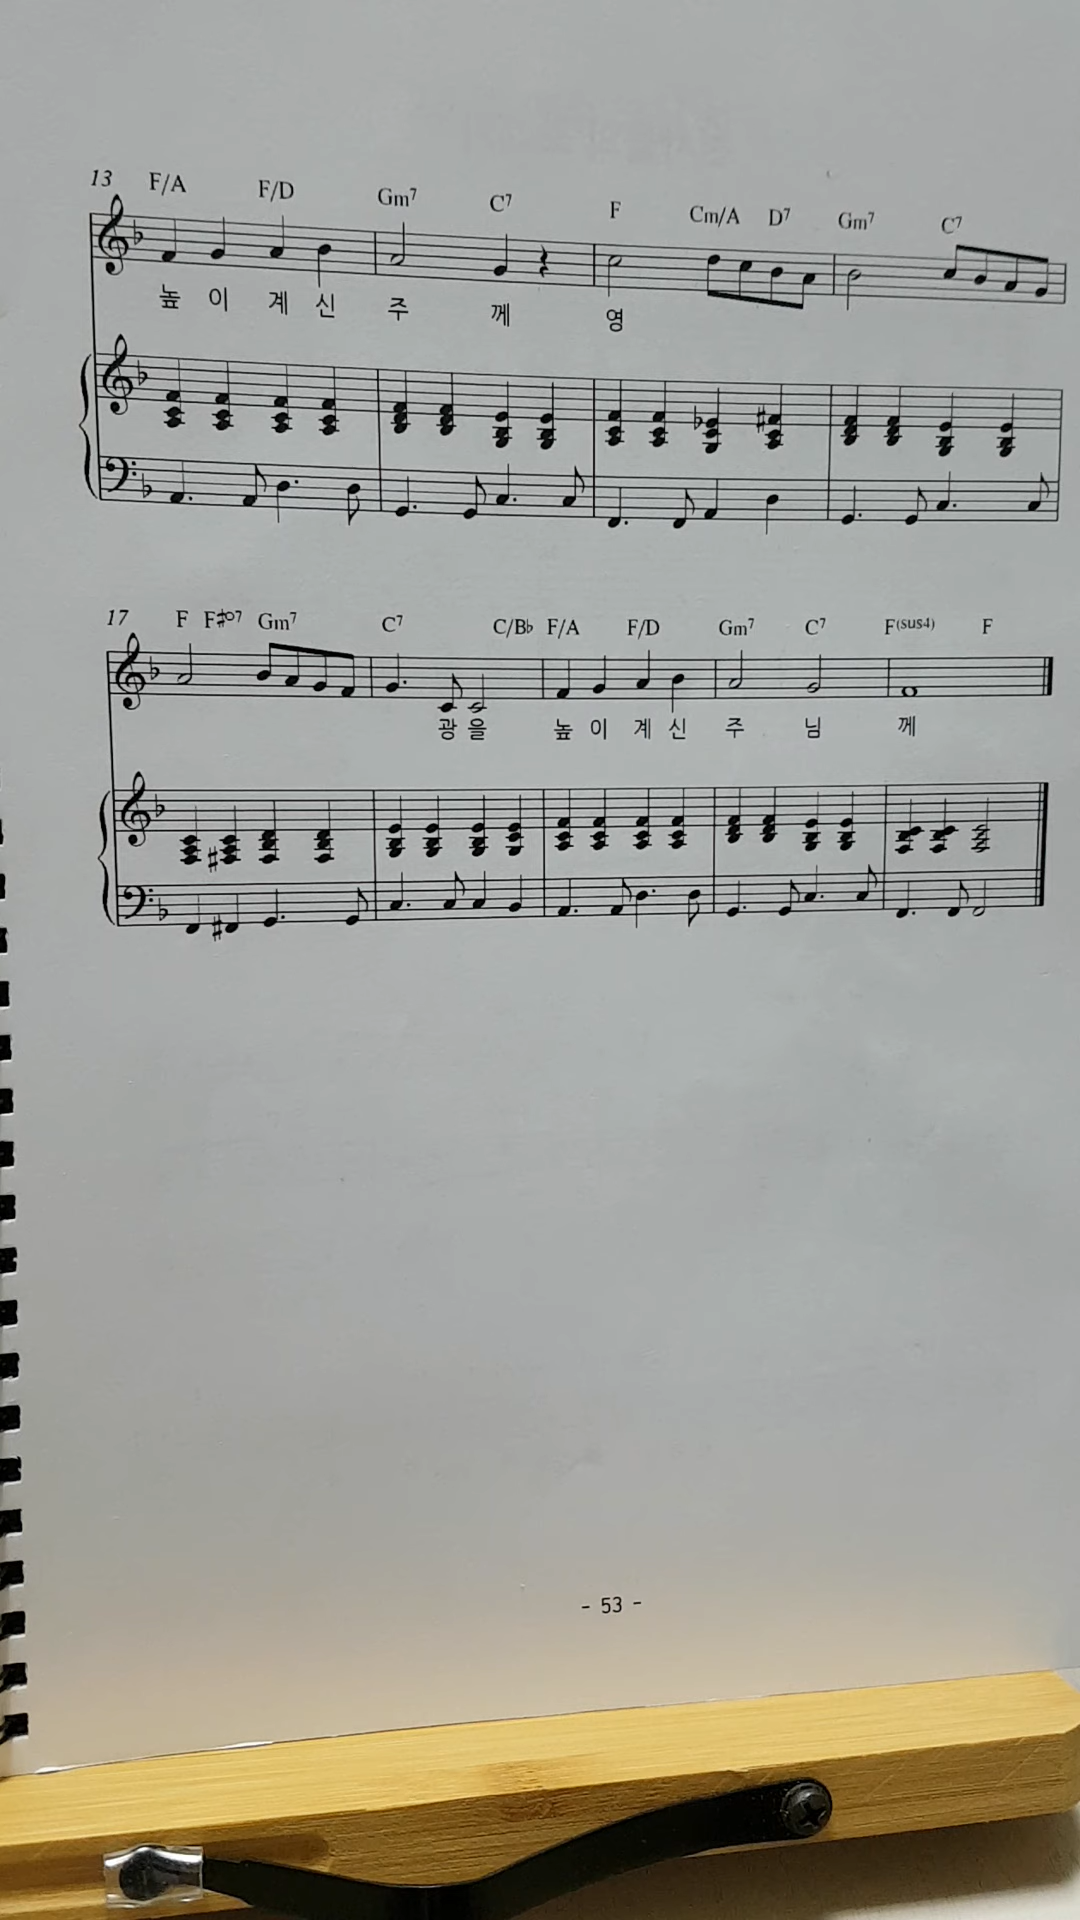 13 F/A F/D Gm7 C7 F Cm/A D7 Gm7 C7
높 이 계 신 주 께 영
17 F F#o7 Gm7 C7 C/Bb F/A F/D Gm7 C7 F(sus4) F
광 을 높 이 계 신 주 님 께
- 53 -